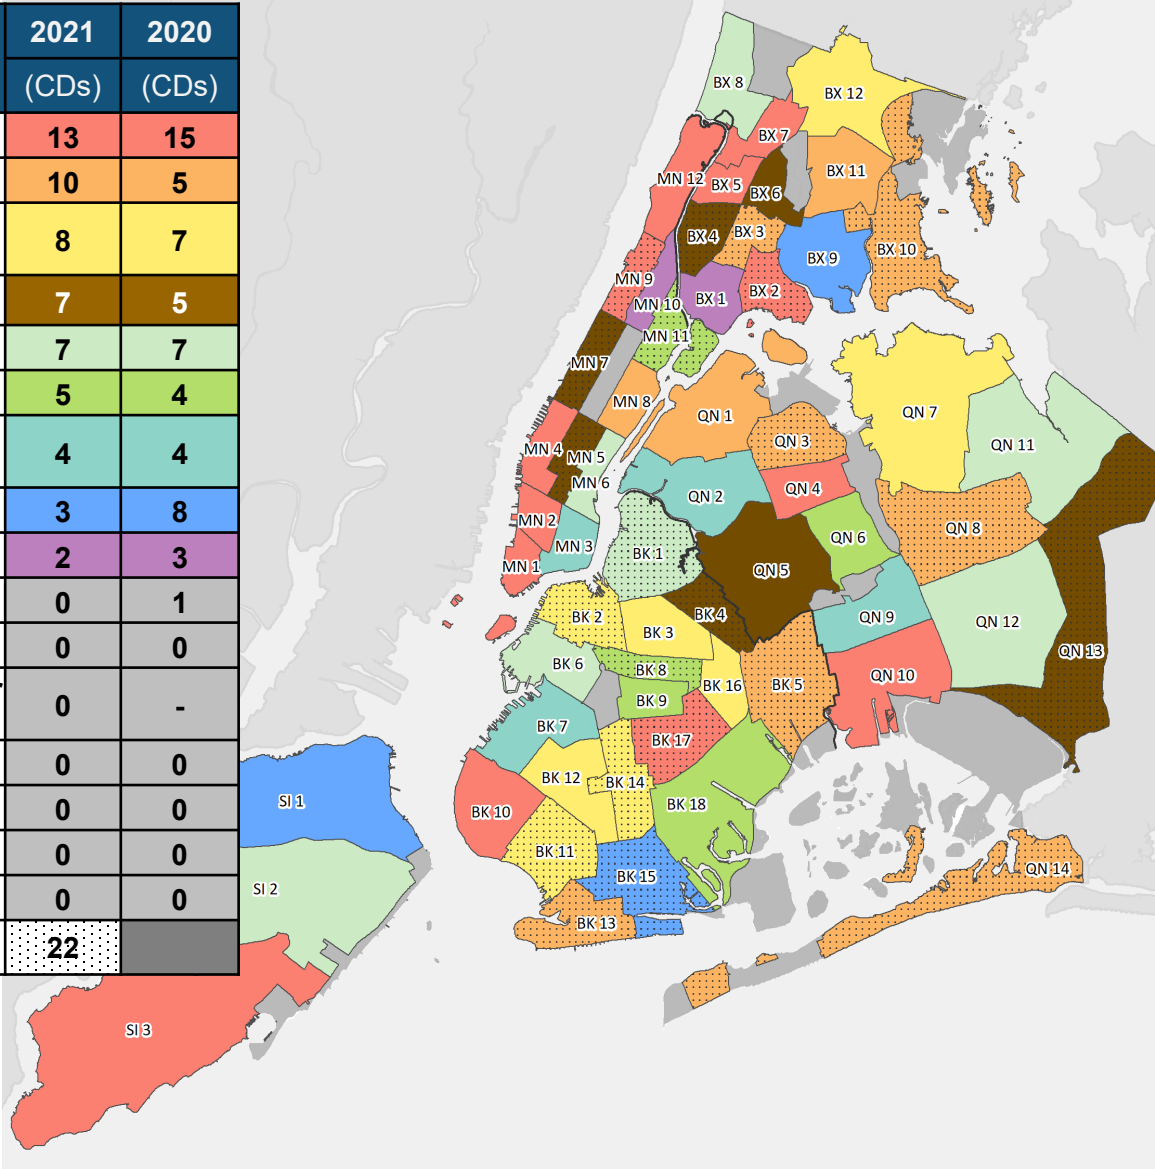 2021 2020
(CDs) (CDs)
13 15
10 5
8 7
7 5
7 7
5 4
4 4
3 8
2 3
0 1
0 0
0 -
0 0
0 0
0 0
0 0
22
BX 8
BX 12
BX 7
BX 11
MN 12
BX 5
BX 6
BX 4
BX 3
BX 10
BX 9
MN 9
BX 2
BX 1
MN 10
MN 11
MN 7
MN 8
QN 1
QN 7
QN 3
QN 11
MN 4
MN 5
MN 6
QN 4
QN 2
MN 2
QN 8
QN 6
MN 3
BK 1
MN 1
QN 5
BK 4
BK 2
QN 9
QN 12
BK 3
QN 13
BK 6
BK 8
QN 10
BK 16
BK 5
BK 9
BK 7
BK 17
BK 12
BK 14
SI 1
BK 18
BK 10
BK 11
QN 14
BK 15
SI 2
BK 13
SI 3